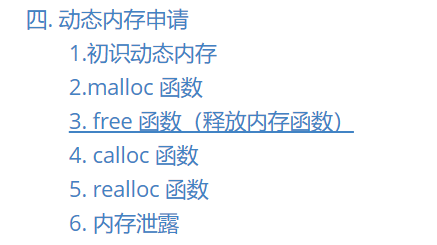 四. 动态内存申请
1.初识动态内存
2.malloc 函数
3. free 函数（释放内存函数）
4. calloc 函数
5. realloc 函数
6. 内存泄露